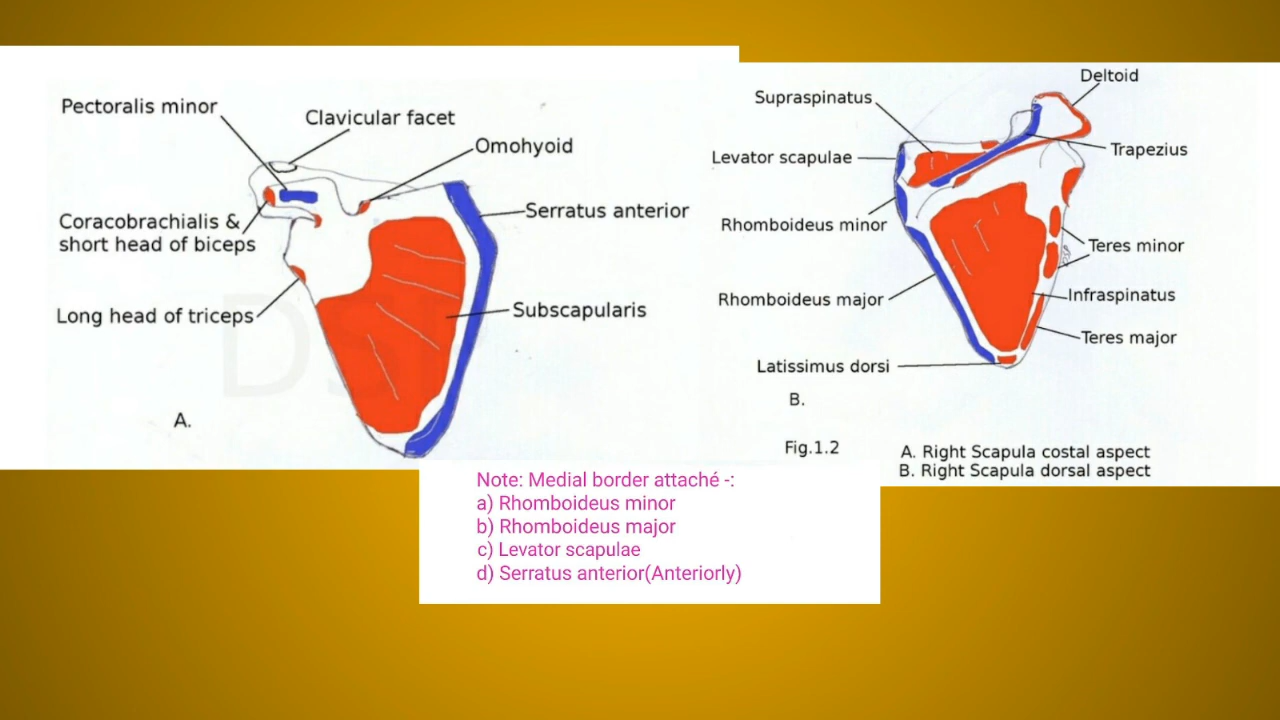 Pectoralis minor
Clavicular facet
Omohyoid
Serratus anterior
Coracobrachialis &
short head of biceps
Long head of triceps
Subscapularis
A.
Deltoid
Supraspinatus
Levator scapulae
Trapezius
Rhomboideus minor
Teres minor
Rhomboideus major
Infraspinatus
Teres major
Latissimus dorsi
B.
Fig.1.2
A. Right Scapula costal aspect
B. Right Scapula dorsal aspect
Note: Medial border attaché -:
a) Rhomboideus minor
b) Rhomboideus major
c) Levator scapulae
d) Serratus anterior(Anteriorly)